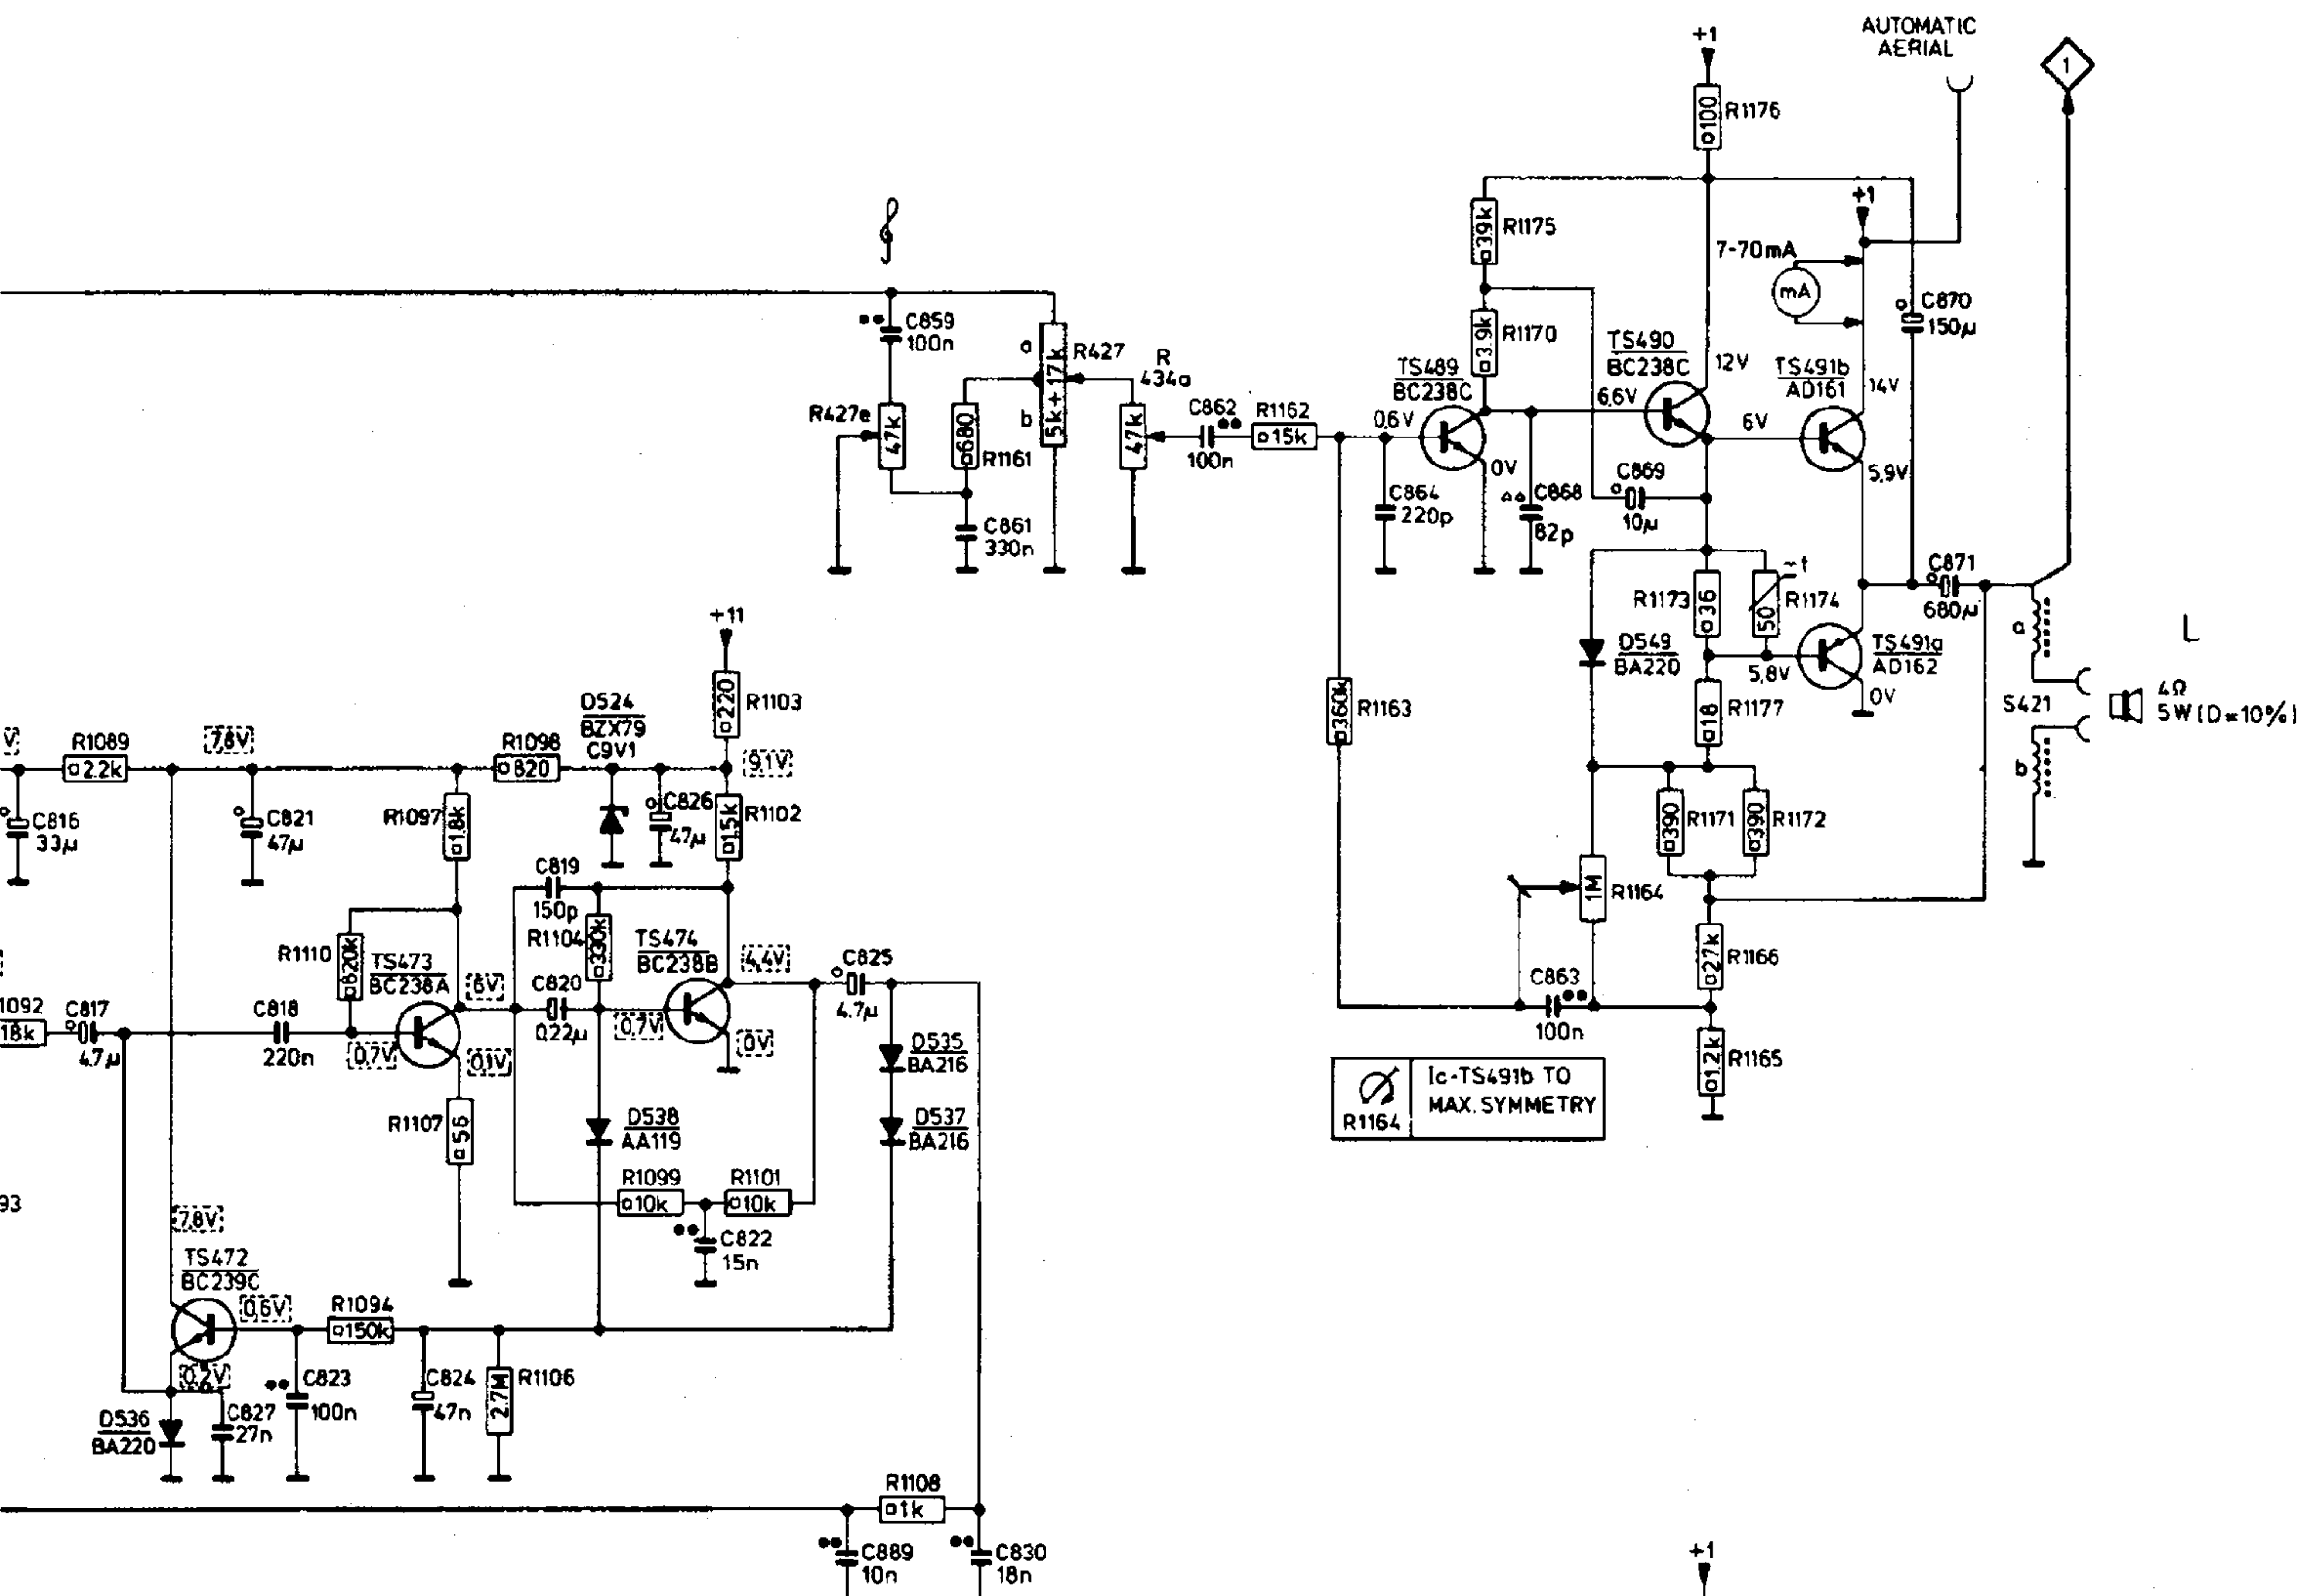 AUTOMATIC
AERIAL
+1
1
100
R1176
39k
R1175
+1
7-70mA
mA
C870
150µ
C859
100n
a
R427
5k+17k
b
R
434a
3.9k
R1170
TS490
BC238C
12V
TS489
BC238C
TS491b
AD161
14V
R427e
47k
680
R1161
47k
C862
100n
R1162
15k
0.6V
6,6V
6V
5,9V
0V
C861
330n
C864
220p
C868
82p
C869
10µ
R1173
36
50
-t
R1174
C871
680µ
D549
BA220
5,8V
TS491a
AD162
0V
a
L
S421
4Ω
5W (D=10%)
b
360k
R1163
18
R1177
390
R1171
390
R1172
1M
R1164
27k
R1166
C863
100n
1.2k
R1165
R1164
Ic-TS491b TO
MAX. SYMMETRY
+11
220
R1103
V
R1089
2.2k
7,8V
R1098
820
D524
BZX79
C9V1
9,1V
C816
33µ
C821
47µ
R1097
1.8k
C826
47µ
1.5k
R1102
C819
150p
R1104
330k
R1110
820k
TS473
BC238A
6V
C820
0.22µ
TS474
BC238B
4,4V
C825
4.7µ
1092
18k
C817
4.7µ
C818
220n
0,7V
0,1V
0,7V
0V
D535
BA216
R1107
56
D538
AA119
D537
BA216
R1099
10k
R1101
10k
C822
15n
93
7,8V
TS472
BC239C
0,6V
R1094
150k
0,2V
C823
100n
C824
47n
2.7M
R1106
D536
BA220
C827
27n
R1108
1k
C889
10n
C830
18n
+1